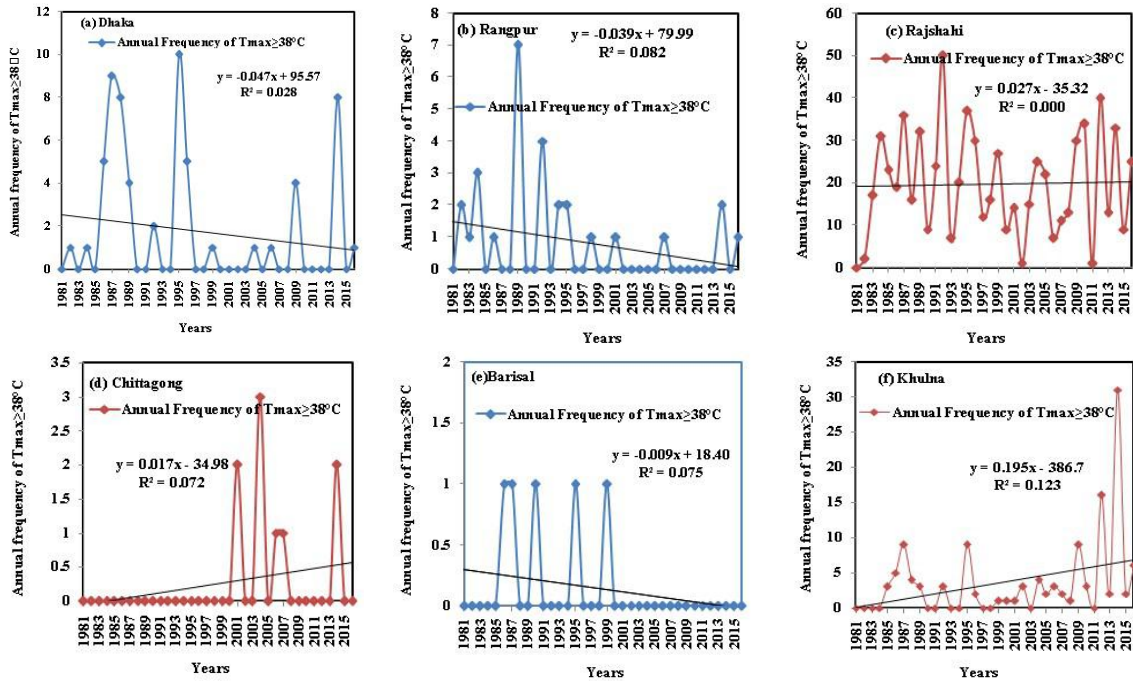 (a) Dhaka
Annual Frequency of Tmax≥38°C
y = -0.047x + 95.57
R² = 0.028
Annual frequency of Tmax≥38□C
12
10
8
6
4
2
0
1981 1983 1985 1987 1989 1991 1993 1995 1997 1999 2001 2003 2005 2007 2009 2011 2013 2015
Years
(b) Rangpur
y = -0.039x + 79.99
R² = 0.082
Annual Frequency of Tmax≥38°C
Annual frequency of Tmax≥38°C
8
7
6
5
4
3
2
1
0
1981 1983 1985 1987 1989 1991 1993 1995 1997 1999 2001 2003 2005 2007 2009 2011 2013 2015
Years
(c) Rajshahi
Annual Frequency of Tmax≥38°C
y = 0.027x - 35.32
R² = 0.000
Annual frequency of Tmax≥38°C
60
50
40
30
20
10
0
1981 1983 1985 1987 1989 1991 1993 1995 1997 1999 2001 2003 2005 2007 2009 2011 2013 2015
Years
(d) Chittagong
Annual Frequency of Tmax≥38°C
y = 0.017x - 34.98
R² = 0.072
Annual frequency of Tmax≥38°C
3.5
3
2.5
2
1.5
1
0.5
0
1981 1983 1985 1987 1989 1991 1993 1995 1997 1999 2001 2003 2005 2007 2009 2011 2013 2015
Years
(e)Barisal
Annual Frequency of Tmax≥38°C
y = -0.009x + 18.40
R² = 0.075
Annual frequency of Tmax≥38°C
2
1.5
1
0.5
0
1981 1983 1985 1987 1989 1991 1993 1995 1997 1999 2001 2003 2005 2007 2009 2011 2013 2015
Years
(f) Khulna
Annual Frequency of Tmax≥38°C
y = 0.195x - 386.7
R² = 0.123
Annual frequency of Tmax≥38°C
35
30
25
20
15
10
5
0
1981 1983 1985 1987 1989 1991 1993 1995 1997 1999 2001 2003 2005 2007 2009 2011 2013 2015
Years